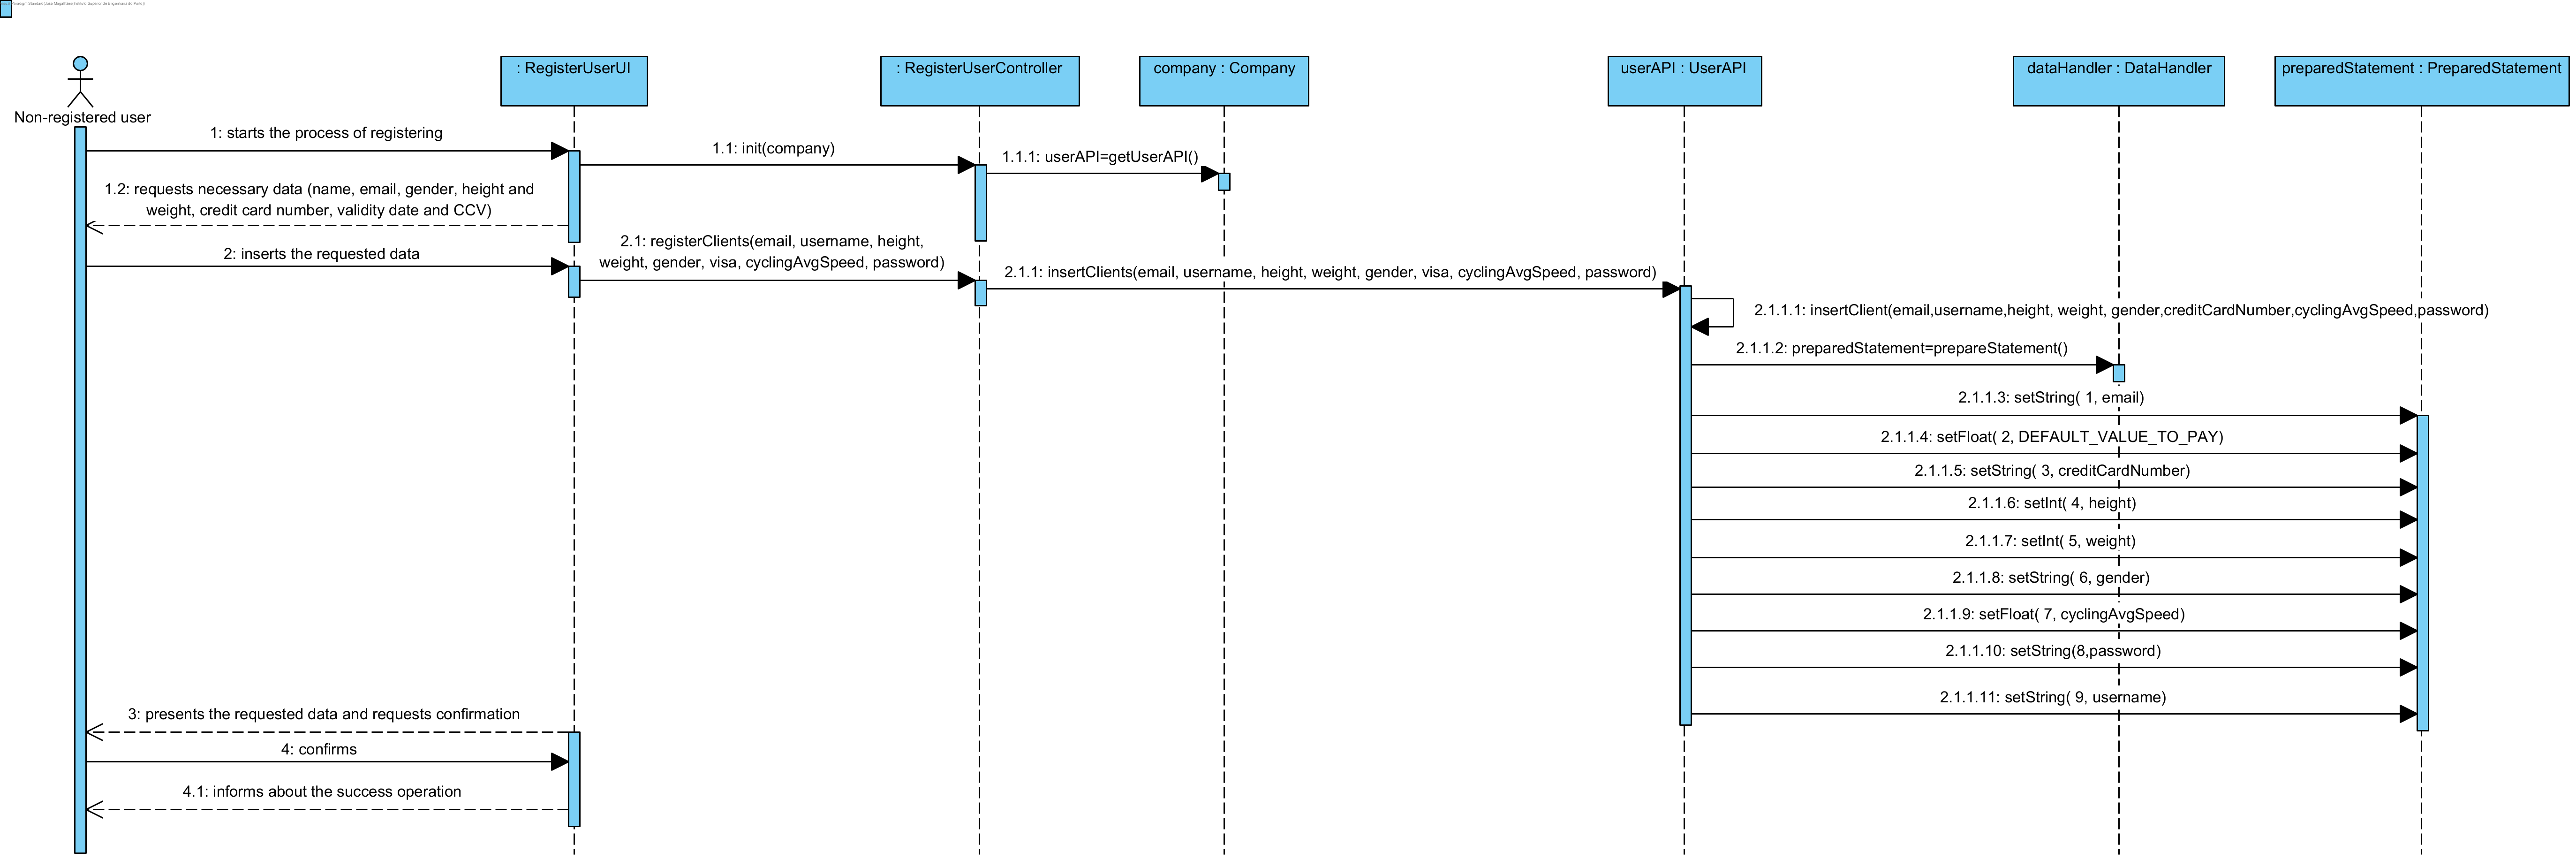 : RegisterUserUI
: RegisterUserController
company : Company
userAPI : UserAPI
dataHandler : DataHandler
preparedStatement : PreparedStatement
Non-registered user
1: starts the process of registering
1.1: init(company)
1.1.1: userAPI=getUserAPI()
1.2: requests necessary data (name, email, gender, height and
weight, credit card number, validity date and CCV)
2: inserts the requested data
2.1: registerClients(email, username, height,
weight, gender, visa, cyclingAvgSpeed, password)
2.1.1: insertClients(email, username, height, weight, gender, visa, cyclingAvgSpeed, password)
2.1.1.1: insertClient(email,username,height, weight, gender,creditCardNumber,cyclingAvgSpeed,password)
2.1.1.2: preparedStatement=prepareStatement()
2.1.1.3: setString( 1, email)
2.1.1.4: setFloat( 2, DEFAULT_VALUE_TO_PAY)
2.1.1.5: setString( 3, creditCardNumber)
2.1.1.6: setInt( 4, height)
2.1.1.7: setInt( 5, weight)
2.1.1.8: setString( 6, gender)
2.1.1.9: setFloat( 7, cyclingAvgSpeed)
2.1.1.10: setString(8,password)
2.1.1.11: setString( 9, username)
3: presents the requested data and requests confirmation
4: confirms
4.1: informs about the success operation